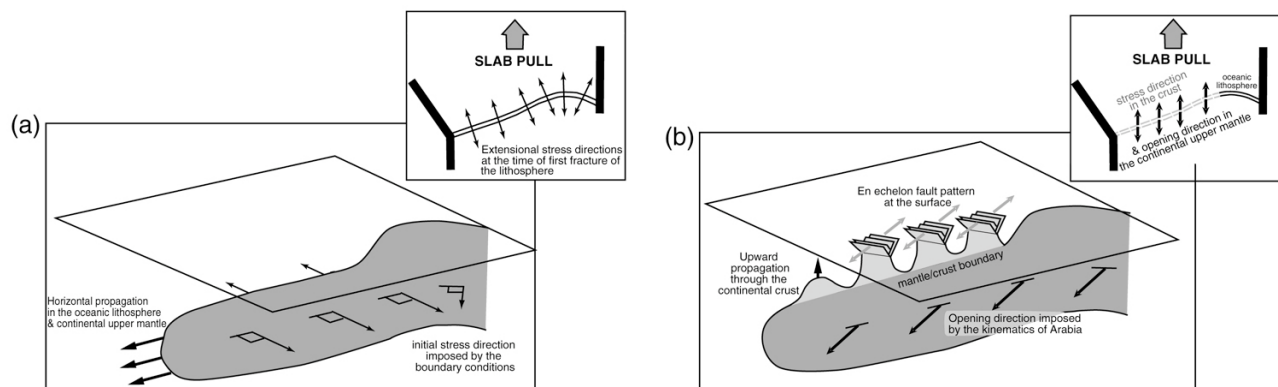 (a)
SLAB PULL
Extensional stress directions
at the time of first fracture of
the lithosphere
Horizontal propagation
in the oceanic lithosphere
& continental upper mantle
initial stress direction
imposed by the
boundary conditions
(b)
SLAB PULL
oceanic
lithosphere
stress direction
in the crust
& opening direction in
the continental upper mantle
En echelon fault pattern
at the surface
Upward
propagation
through the
continental crust
mantle/crust boundary
Opening direction imposed
by the kinematics of Arabia